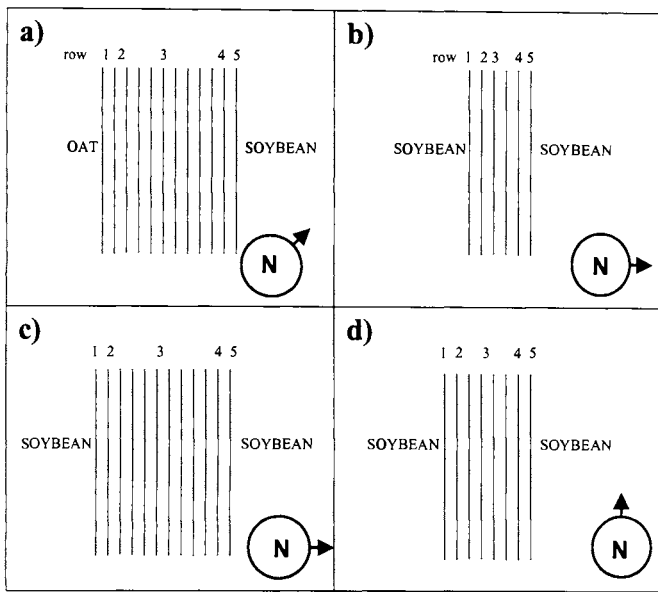 a)
row 1 2 3 4 5
OAT SOYBEAN
N
b)
row 1 2 3 4 5
SOYBEAN SOYBEAN
N
c)
1 2 3 4 5
SOYBEAN SOYBEAN
N
d)
1 2 3 4 5
SOYBEAN SOYBEAN
N